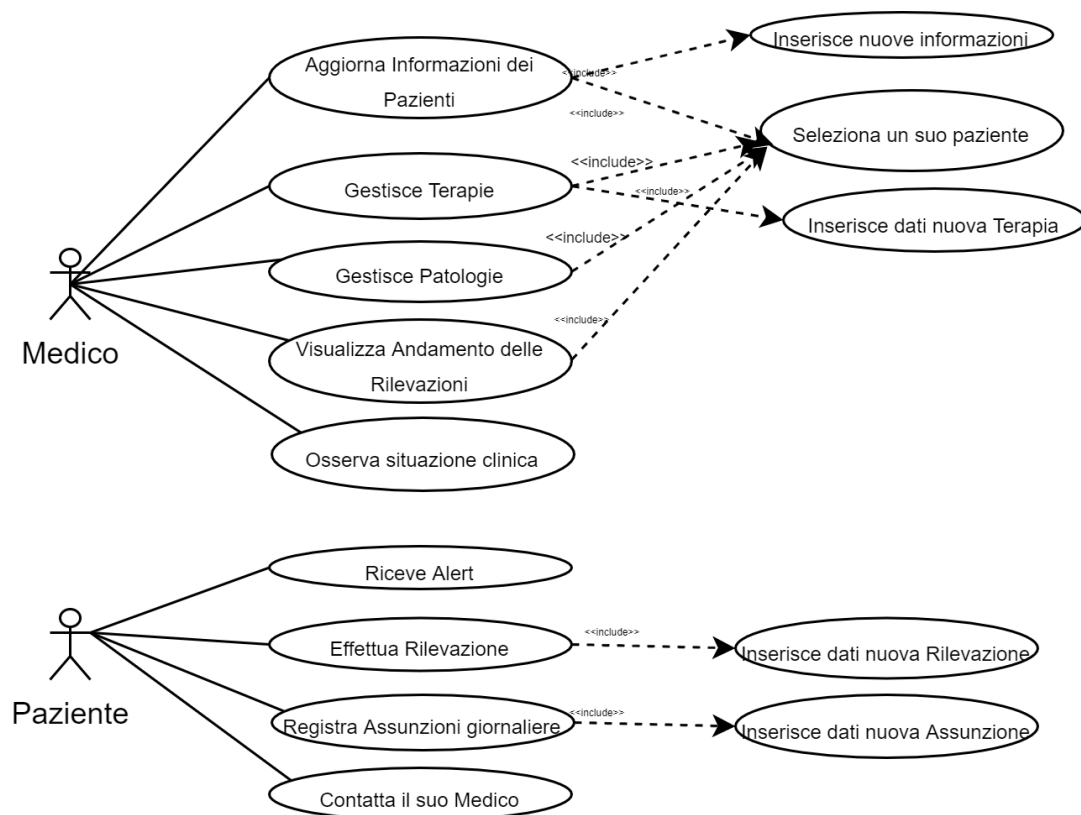 Inserisce nuove informazioni
Aggiorna Informazioni dei
Pazienti
<<include>>
<<include>>
Seleziona un suo paziente
<<include>>
Gestisce Terapie
<<include>>
Inserisce dati nuova Terapia
<<include>>
Gestisce Patologie
<<include>>
Medico
Visualizza Andamento delle
Rilevazioni
Osserva situazione clinica
Riceve Alert
<<include>>
Effettua Rilevazione
Inserisce dati nuova Rilevazione
Paziente
<<include>>
Registra Assunzioni giornaliere
Inserisce dati nuova Assunzione
Contatta il suo Medico